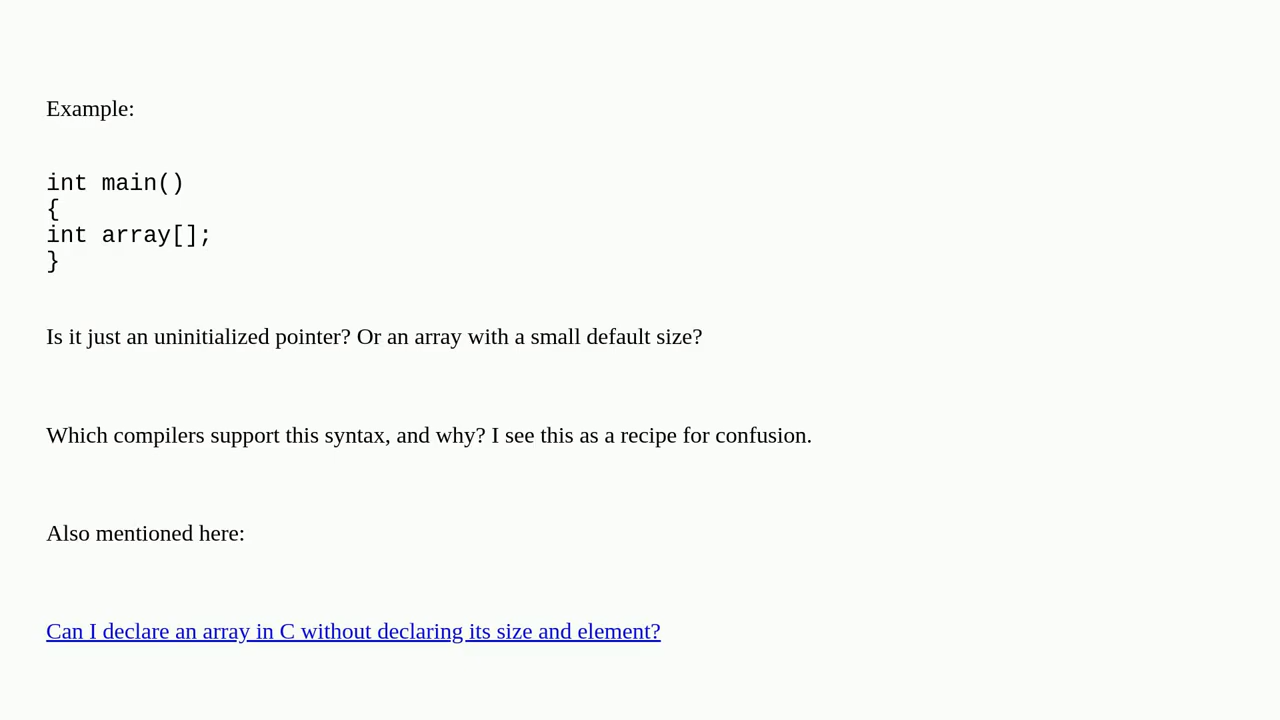 Example:
int main()
{
int array[];
}
Is it just an uninitialized pointer? Or an array with a small default size?
Which compilers support this syntax, and why? I see this as a recipe for confusion.
Also mentioned here:
Can I declare an array in C without declaring its size and element?